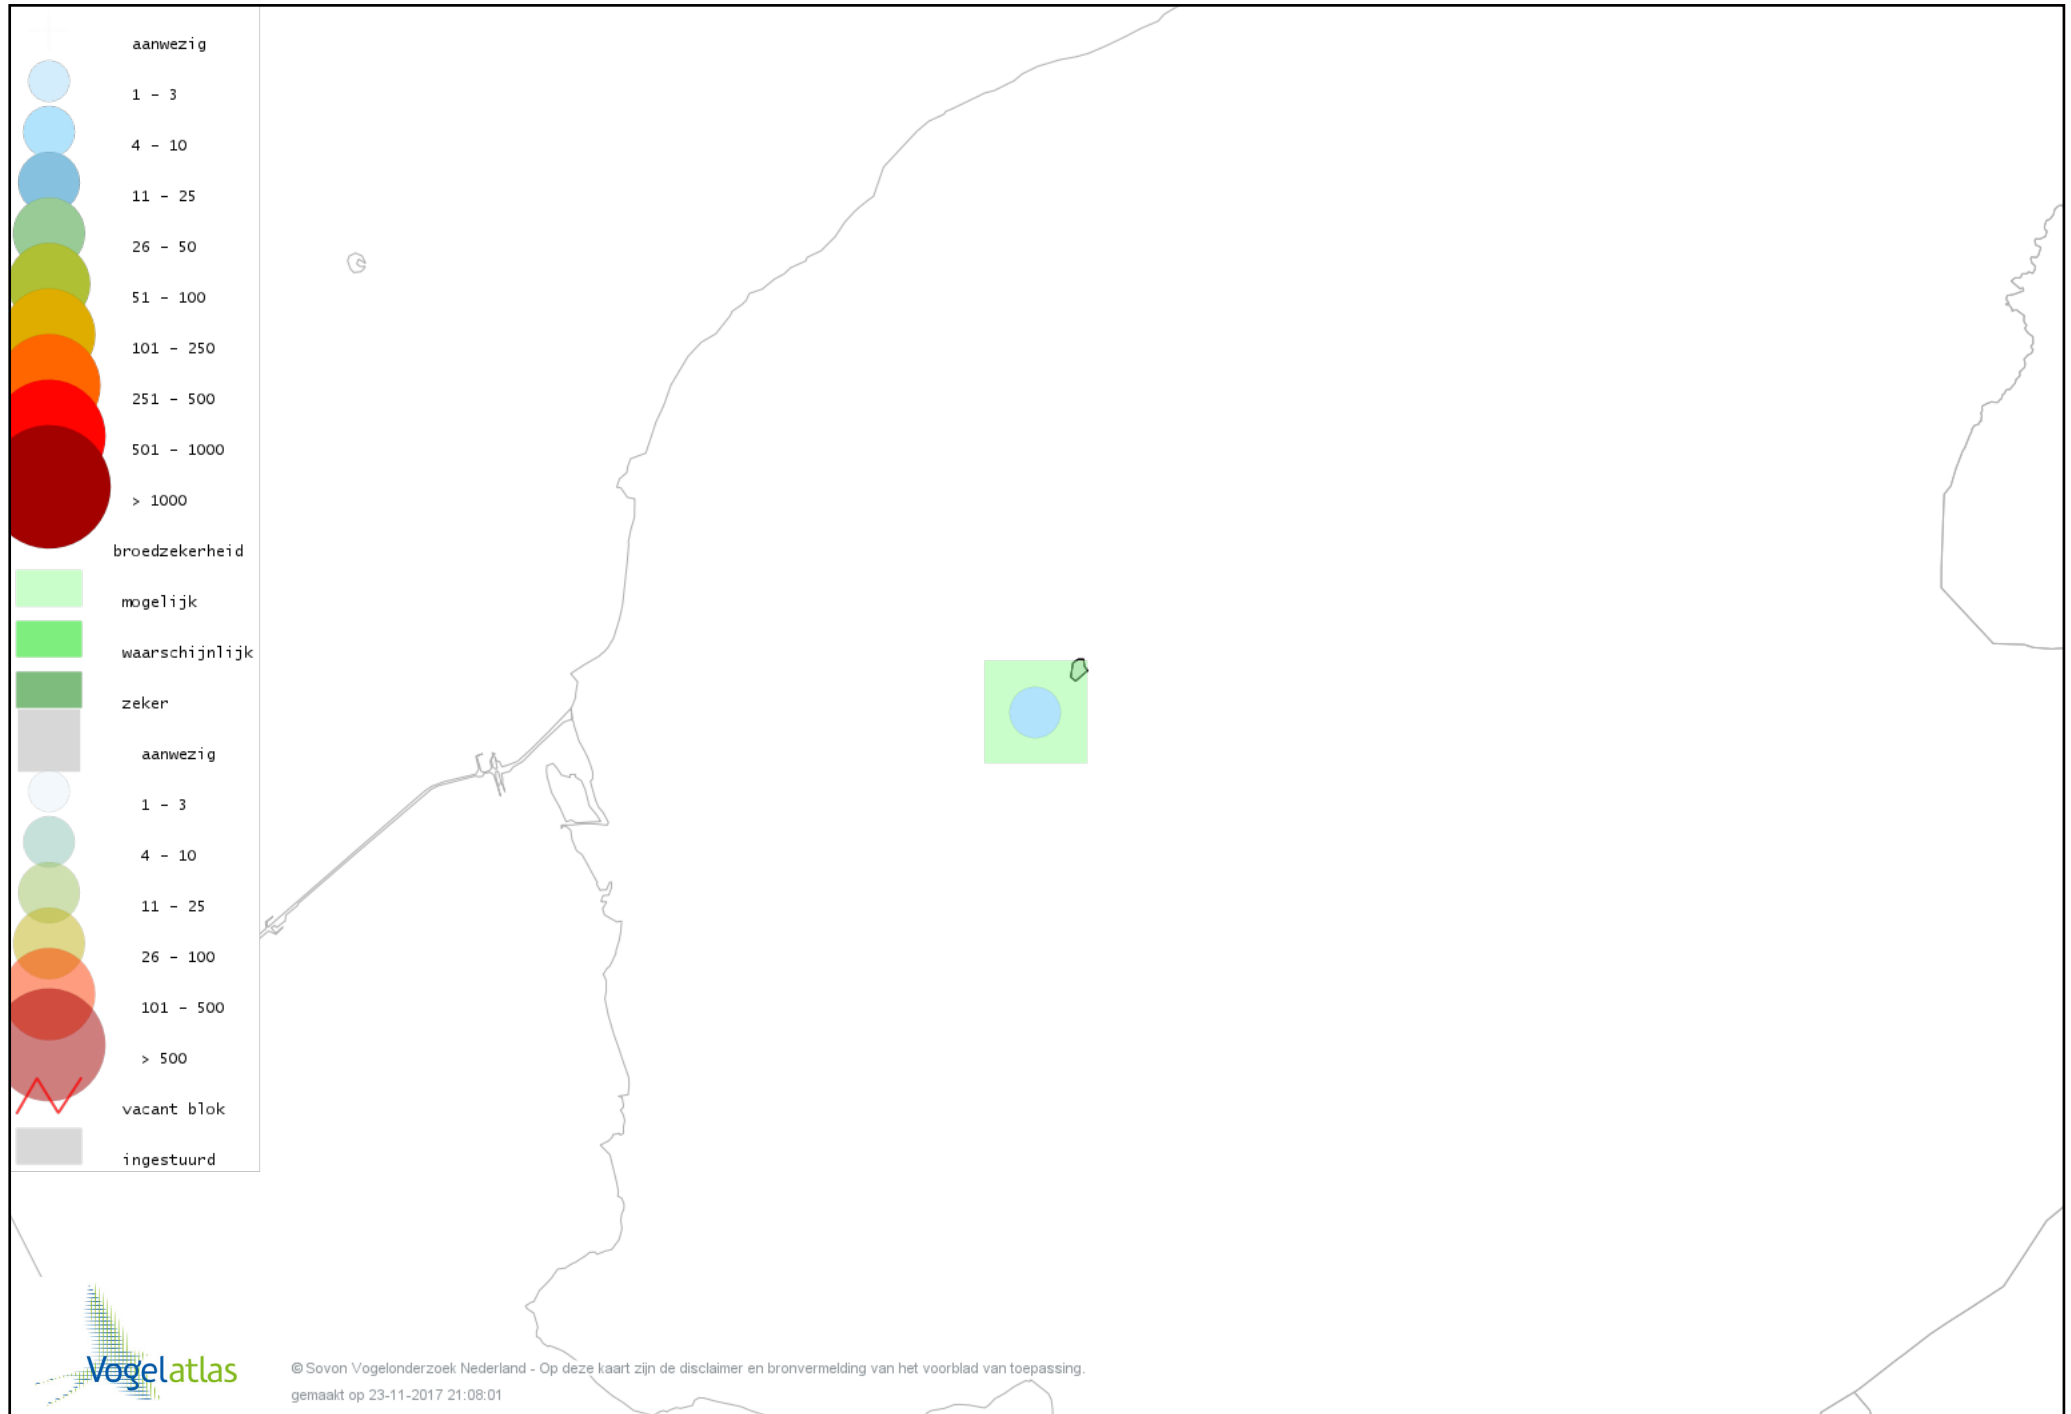 aanwezig
1 - 3
4 - 10
11 - 25
26 - 50
51 - 100
101 - 250
251 - 500
501 - 1000
> 1000
broedzekerheid
mogelijk
waarschijnlijk
zeker
aanwezig
1 - 3
4 - 10
11 - 25
26 - 100
101 - 500
> 500
vacant blok
ingestuurd
Vogelatlas
© Sovon Vogelonderzoek Nederland - Op deze kaart zijn de disclaimer en bronvermelding van het voorblad van toepassing.
gemaakt op 23-11-2017 21:08:01